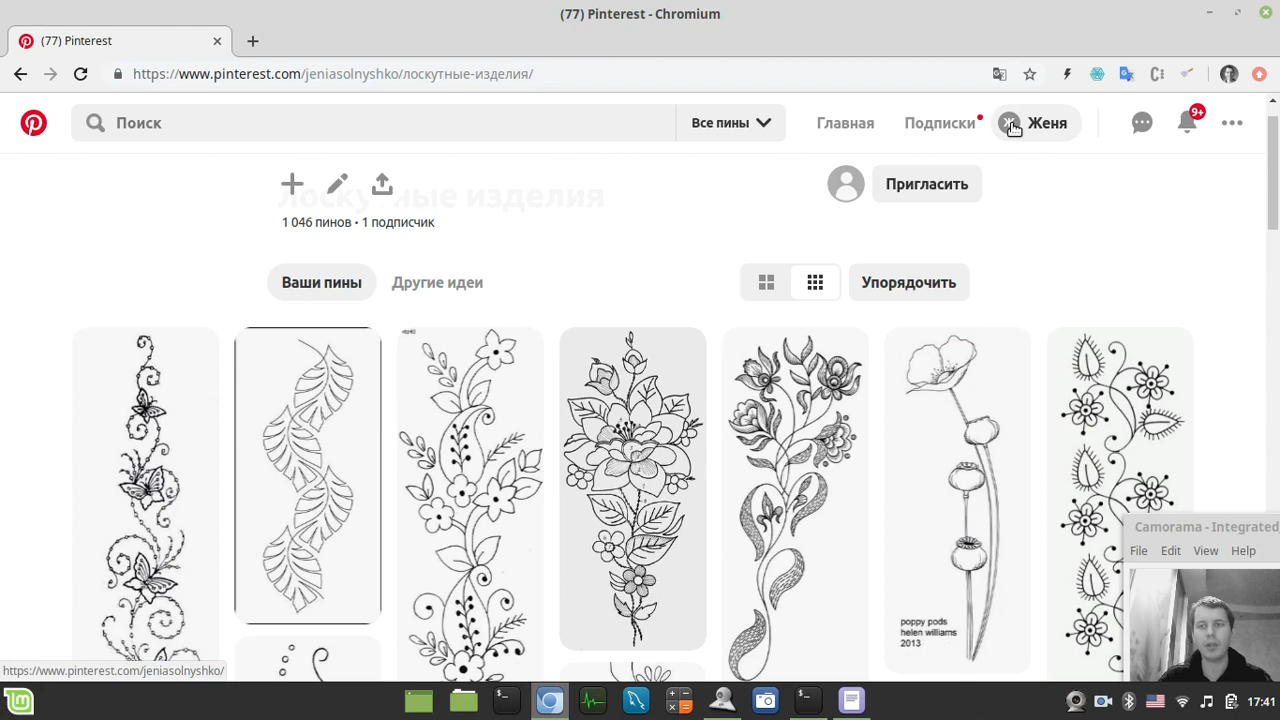 (77) Pinterest - Chromium
(77) Pinterest
https://www.pinterest.com/jeniasolnyshko/лоскутные-изделия/
Поиск
Все пины
Главная
Подписки
Ж Женя
9+
лоскутные изделия
Пригласить
1 046 пинов • 1 подписчик
Ваши пины
Другие идеи
Упорядочить
poppy pods
helen williams
2013
Camorama - Integrated
File Edit View Help
https://www.pinterest.com/jeniasolnyshko/
17:41